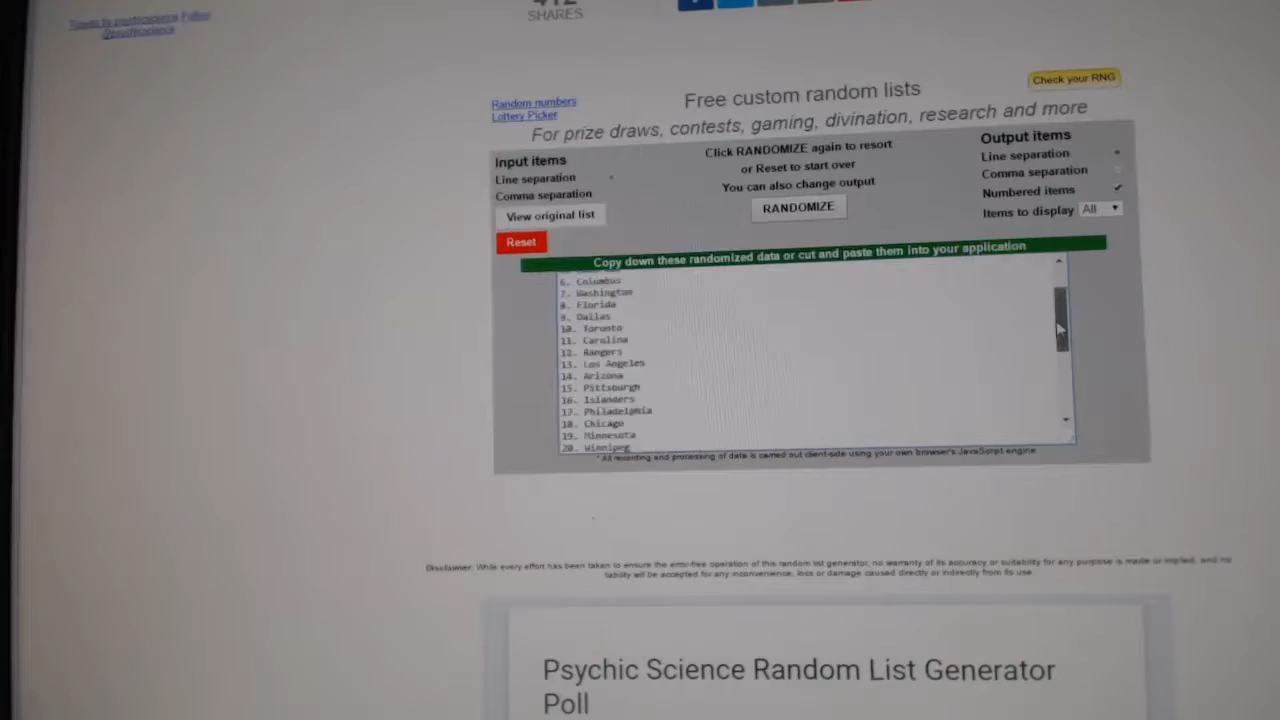 Tweets by psychicscience Follow
@psychicscience
412
SHARES
Check your RNG
Random numbers
Lottery Picker
Free custom random lists
For prize draws, contests, gaming, divination, research and more
Input items
Line separation
Comma separation
View original list
Reset
Click RANDOMIZE again to resort
or Reset to start over
You can also change output
RANDOMIZE
Output items
Line separation
Comma separation
Numbered items
Items to display All
Copy down these randomized data or cut and paste them into your application
6. Columbus
7. Washington
8. Florida
9. Dallas
10. Toronto
11. Carolina
12. Rangers
13. Los Angeles
14. Arizona
15. Pittsburgh
16. Islanders
17. Philadelphia
18. Chicago
19. Minnesota
20. Winnipeg
* All resorting and processing of data is carried out client-side using your own browser's JavaScript engine
Disclaimer: While every effort has been taken to ensure the error-free operation of this random list generator, no warranty of its accuracy or suitability for any purpose is made or implied, and no
liability will be accepted for any inconvenience, loss or damage caused directly or indirectly from its use.
Psychic Science Random List Generator
Poll